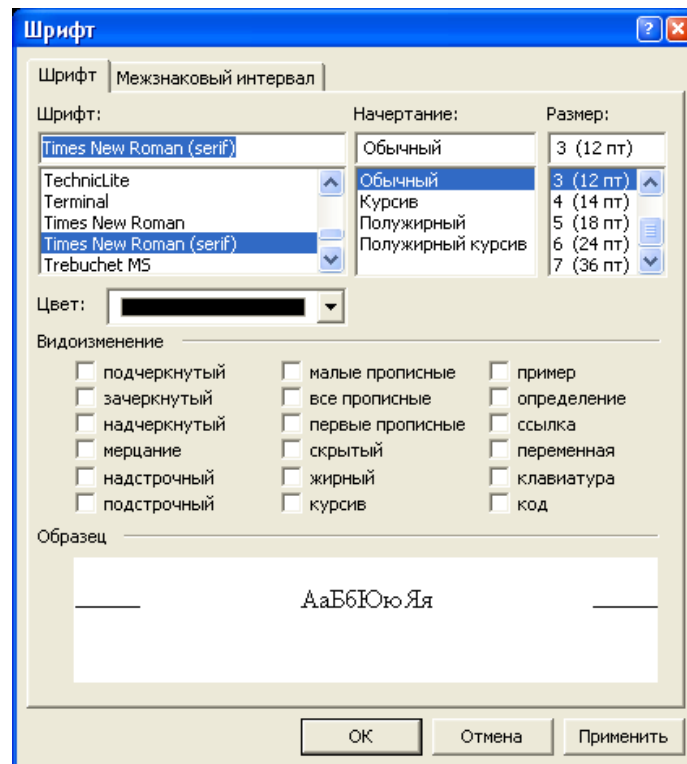 Шрифт
Шрифт Межзнаковый интервал
Шрифт: Начертание: Размер:
Times New Roman (serif) Обычный 3 (12 пт)
TechnicLite Обычный 3 (12 пт)
Terminal Курсив 4 (14 пт)
Times New Roman Полужирный 5 (18 пт)
Times New Roman (serif) Полужирный курсив 6 (24 пт)
Trebuchet MS 7 (36 пт)
Цвет:
Видоизменение
подчеркнутый малые прописные пример
зачеркнутый все прописные определение
надчеркнутый первые прописные ссылка
мерцание скрытый переменная
надстрочный жирный клавиатура
подстрочный курсив код
Образец
АаБбЮюЯя
ОК Отмена Применить